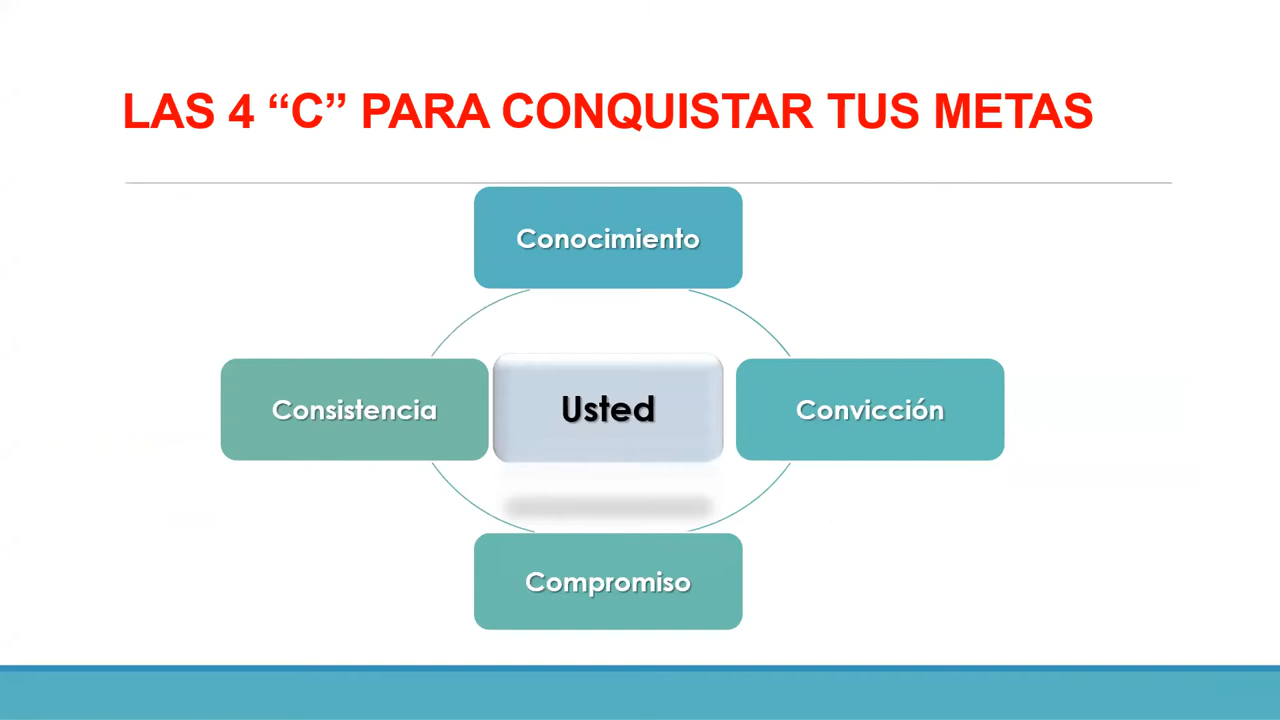 LAS 4 “C” PARA CONQUISTAR TUS METAS
Conocimiento
Consistencia
Usted
Convicción
Compromiso